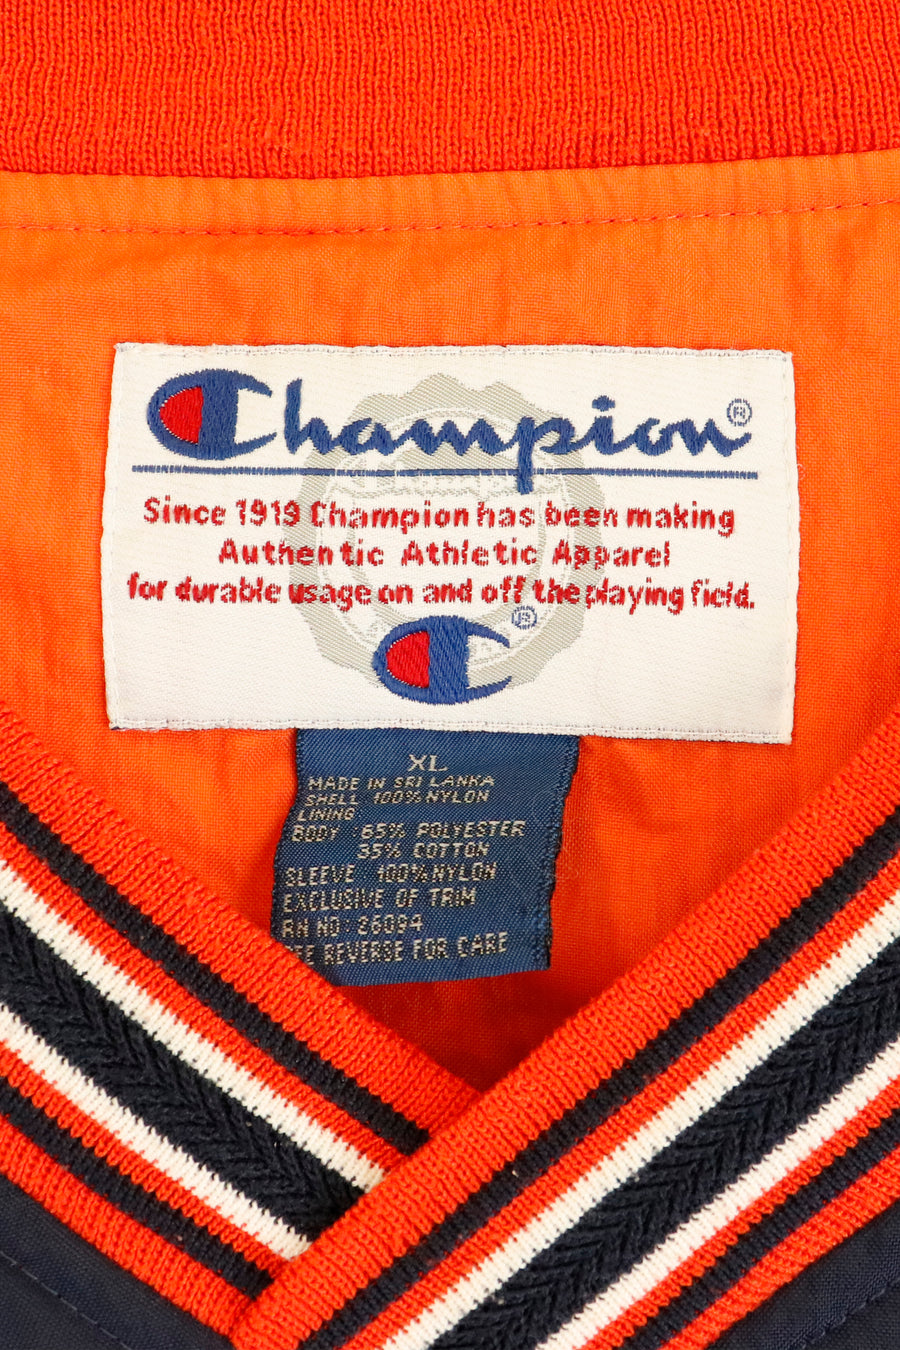 Champion®
Since 1919 Champion has been making
Authentic Athletic Apparel
for durable usage on and off the playing field.
®
XL
MADE IN SRI LANKA
SHELL 100% NYLON
LINING
BODY : 65% POLYESTER
35% COTTON
SLEEVE 100% NYLON
EXCLUSIVE OF TRIM
RN NO: 26094
REVERSE FOR CARE